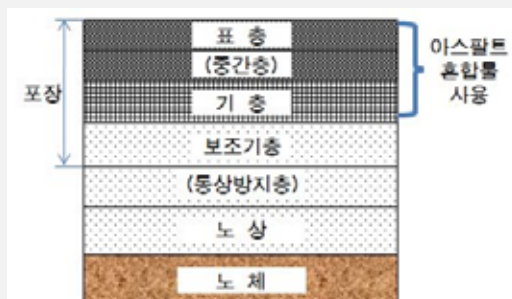 표 층
(중간층)
기 층
보조기층
(동상방지층)
노 상
노 체
포장
아스팔트
혼합물
사용